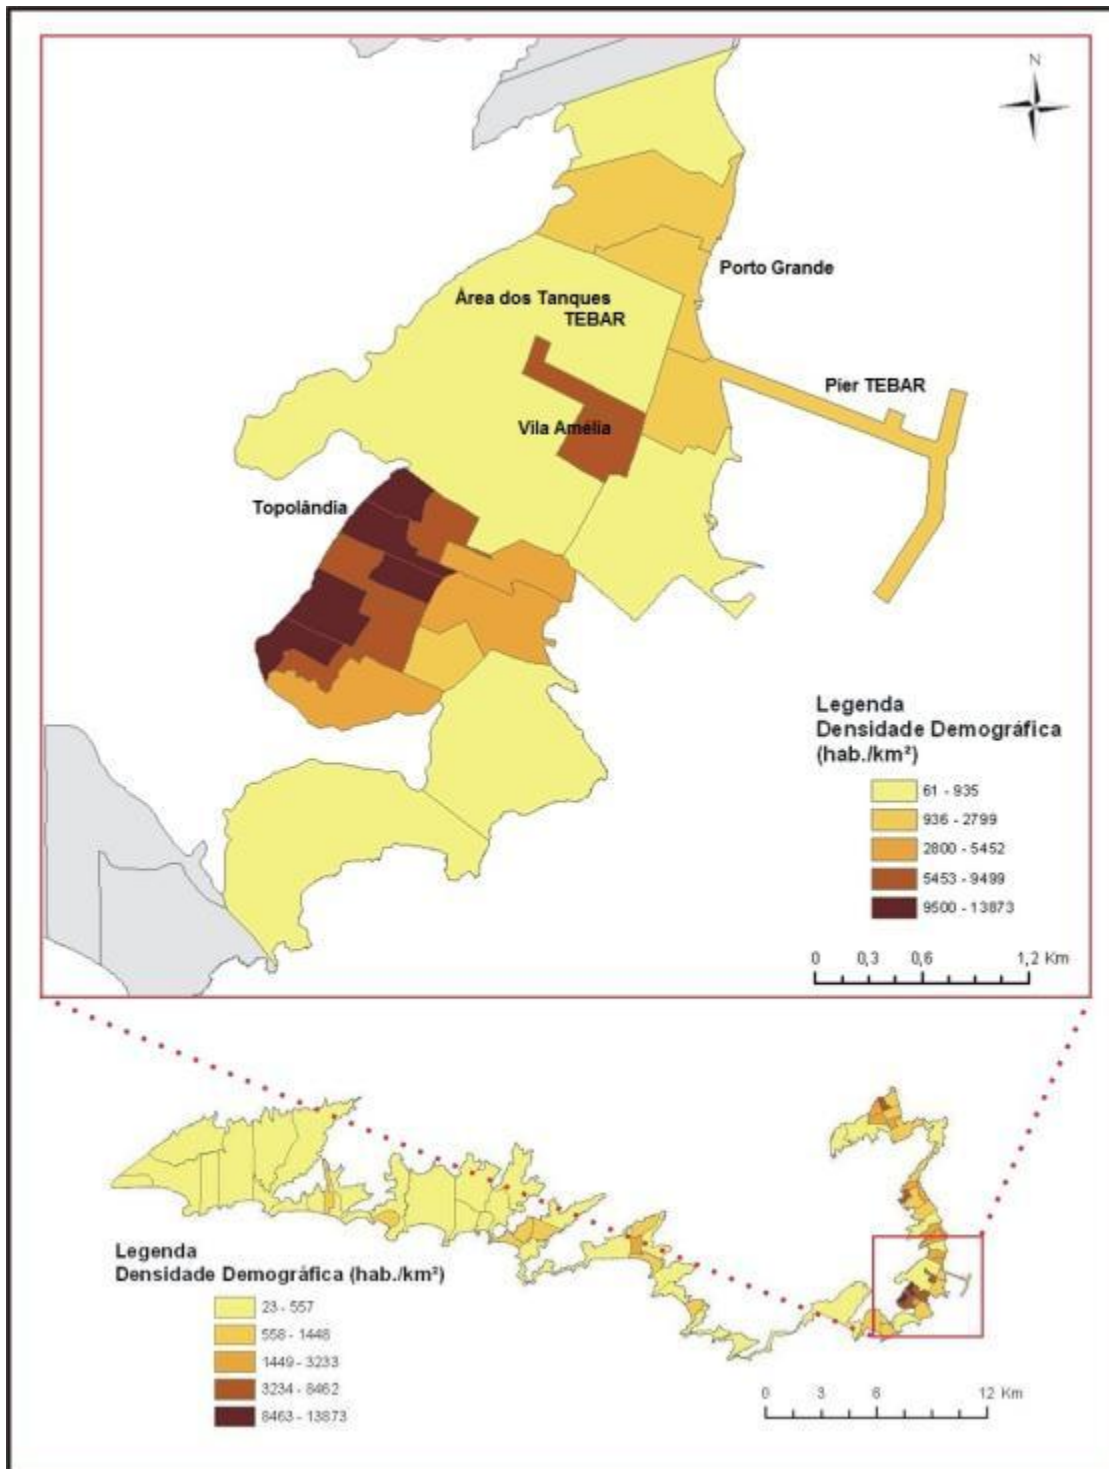 N
Porto Grande
Área dos Tanques
TEBAR
Pier TEBAR
Vila Amélia
Topolândia
Legenda
Densidade Demográfica
(hab./km²)
61 - 935
936 - 2799
2800 - 5452
5453 - 9499
9500 - 13873
0 0,3 0,6 1,2 Km
Legenda
Densidade Demográfica (hab./km²)
23 - 557
558 - 1448
1449 - 3233
3234 - 8462
8463 - 13873
0 3 6 12 Km